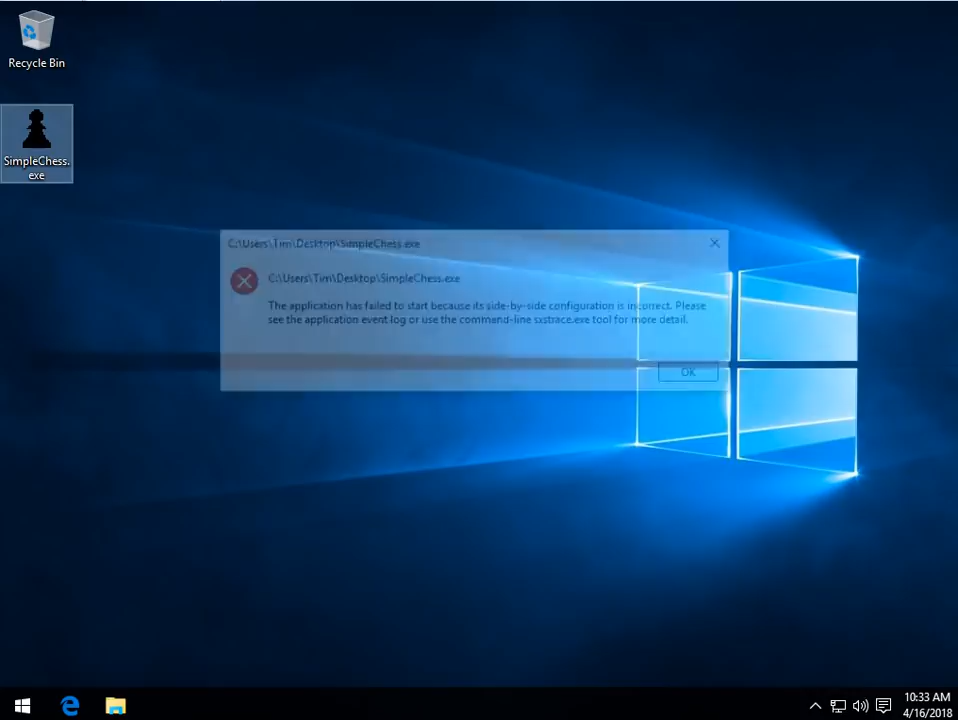 Recycle Bin
SimpleChess.
exe
C:\Users\Tim\Desktop\SimpleChess.exe
C:\Users\Tim\Desktop\SimpleChess.exe
The application has failed to start because its side-by-side configuration is incorrect. Please
see the application event log or use the command-line sxstrace.exe tool for more detail.
OK
10:33 AM
4/16/2018